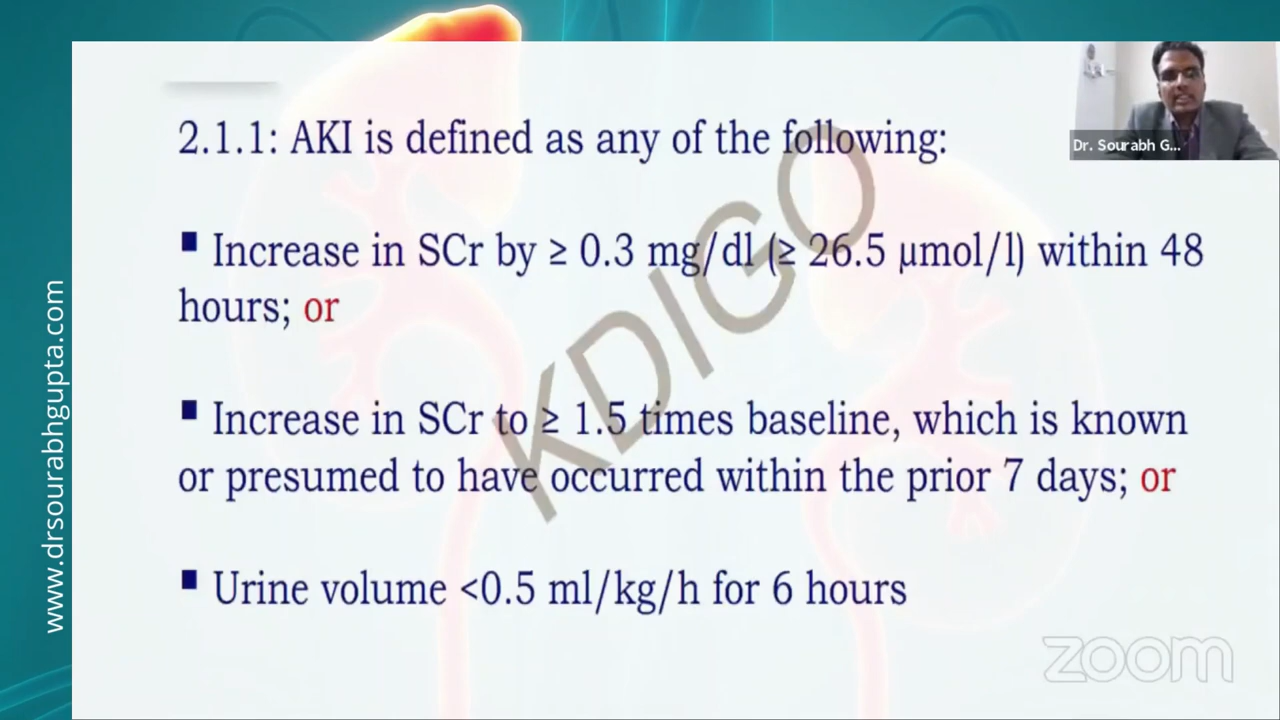 2.1.1: AKI is defined as any of the following:
▪ Increase in SCr by ≥ 0.3 mg/dl (≥ 26.5 µmol/l) within 48
hours; or
▪ Increase in SCr to ≥ 1.5 times baseline, which is known
or presumed to have occurred within the prior 7 days; or
▪ Urine volume <0.5 ml/kg/h for 6 hours
KDIGO
Dr. Sourabh G...
www.drsourabhgupta.com
zoom